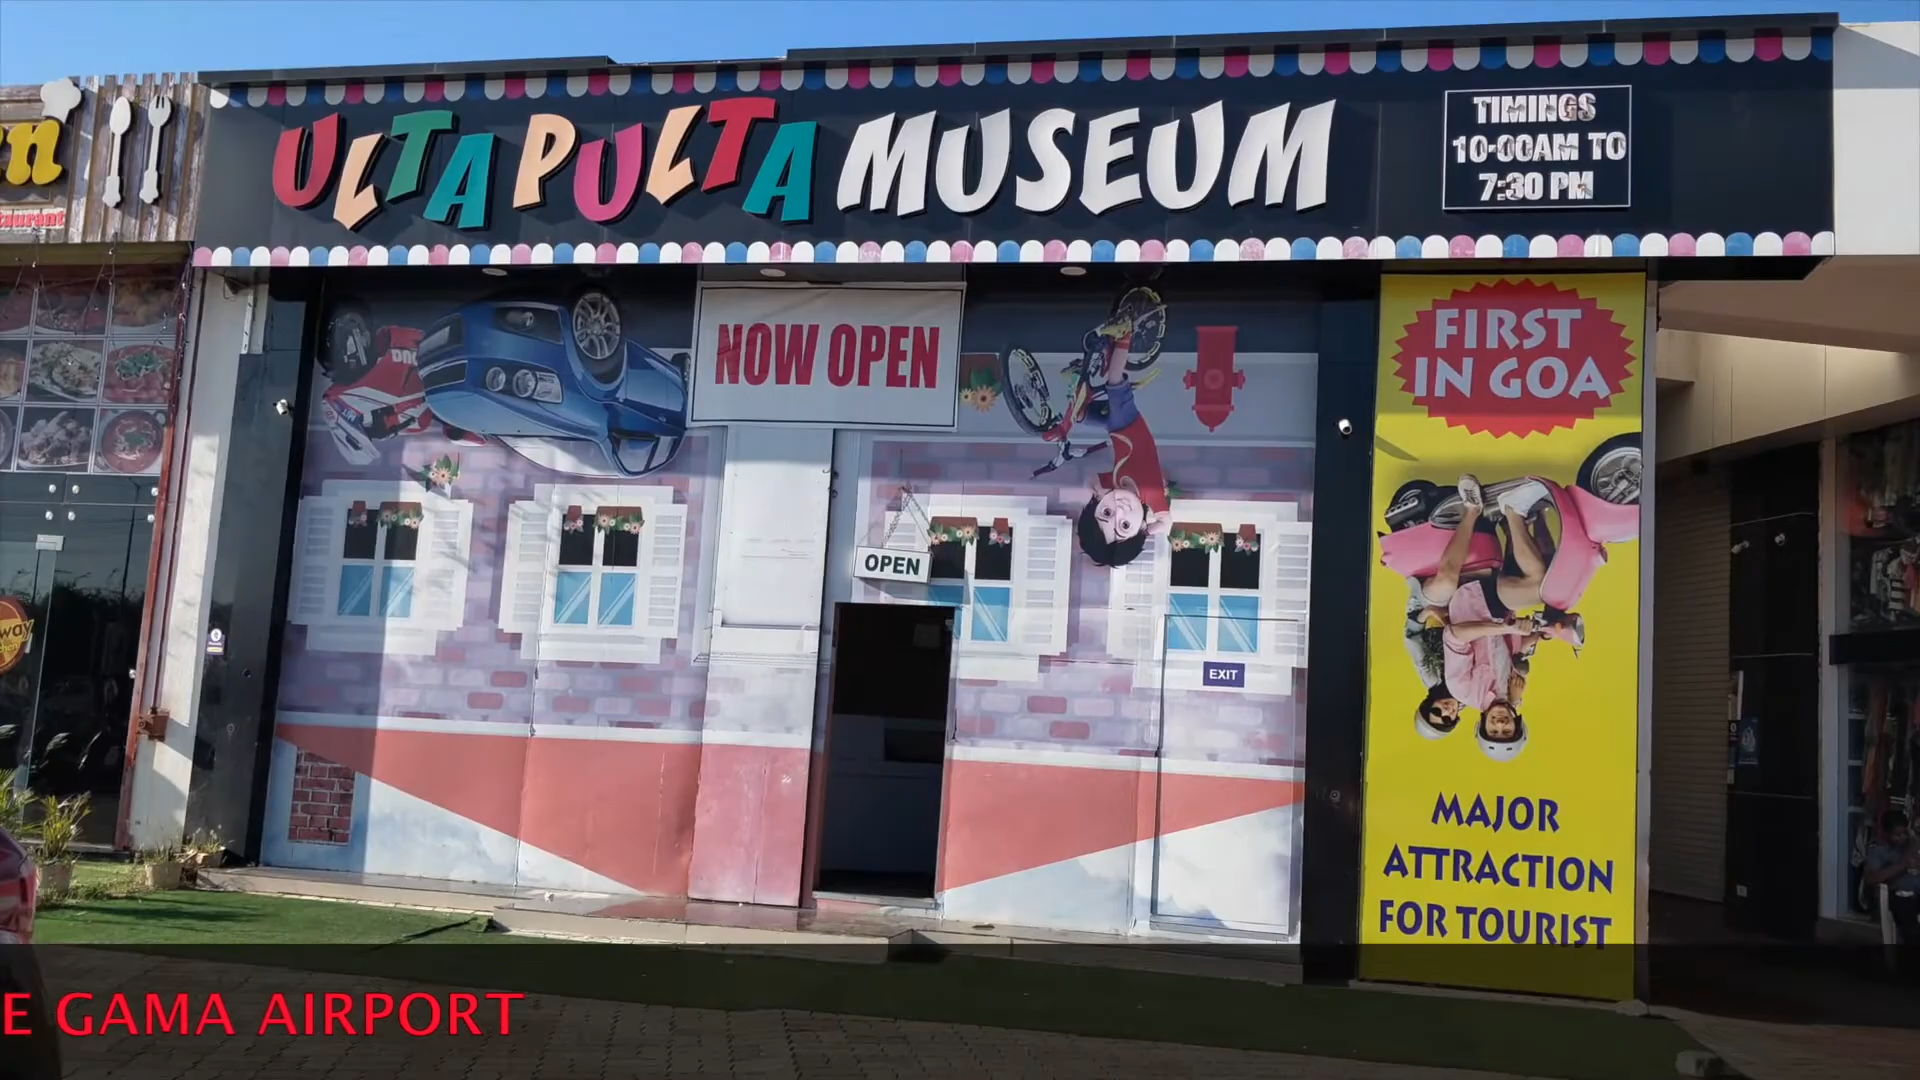 ULTA PULTA MUSEUM
TIMINGS
10-00AM TO
7:30 PM
NOW OPEN
FIRST
IN GOA
OPEN
EXIT
MAJOR
ATTRACTION
FOR TOURIST
E GAMA AIRPORT